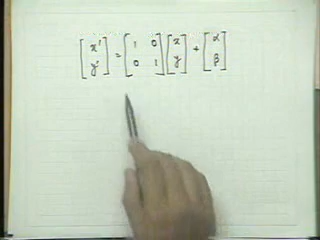 [x' y'] = [1 0 0 1] [x y] + [α β]